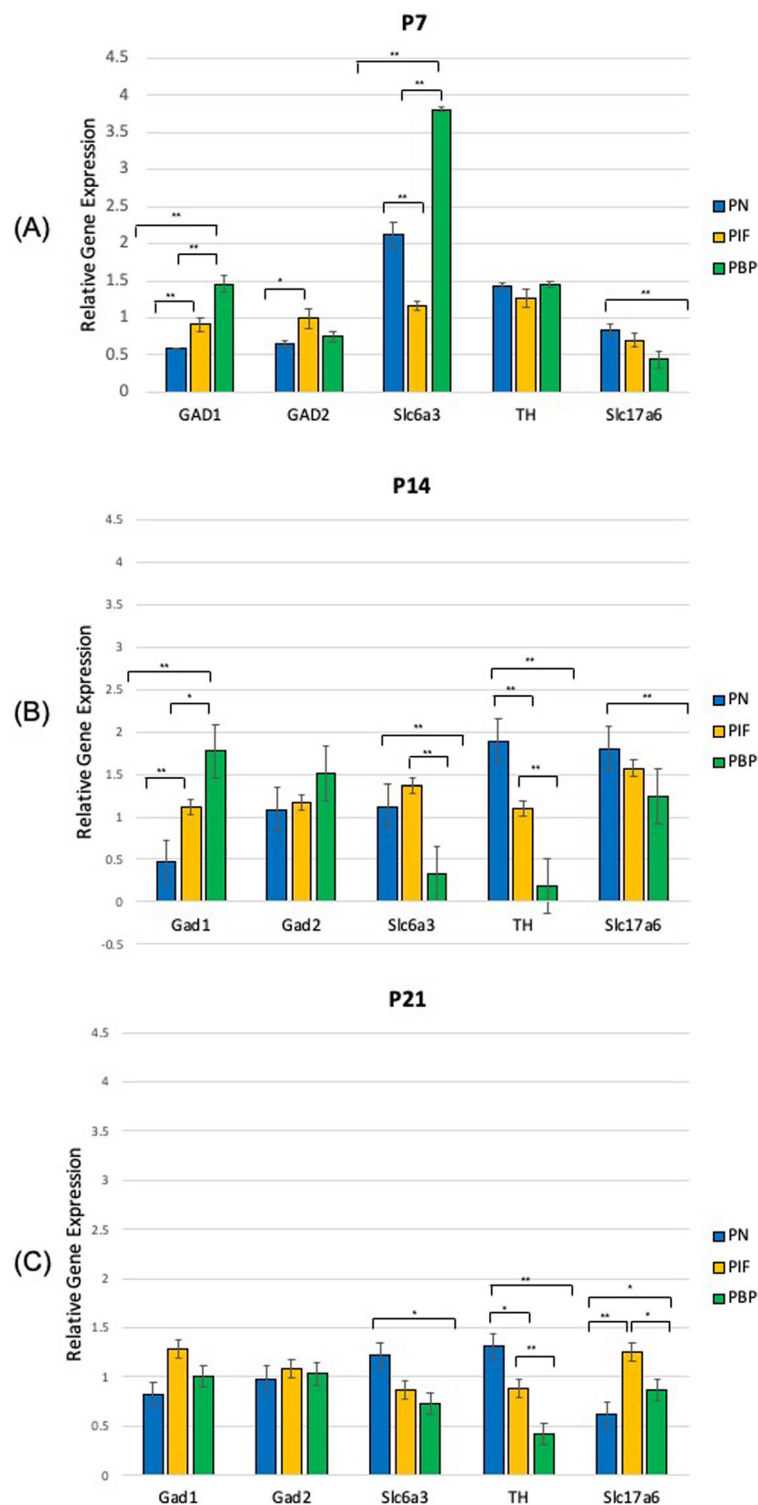 P7
(A)
Relative Gene Expression
4.5
4
3.5
3
2.5
2
1.5
1
0.5
0
**
**
**
*
**
**
**
**
GAD1 GAD2 Slc6a3 TH Slc17a6
PN
PIF
PBP
P14
(B)
Relative Gene Expression
4.5
4
3.5
3
2.5
2
1.5
1
0.5
0
-0.5
**
*
**
**
**
**
**
**
**
Gad1 Gad2 Slc6a3 TH Slc17a6
PN
PIF
PBP
P21
(C)
Relative Gene Expression
4.5
4
3.5
3
2.5
2
1.5
1
0.5
0
*
**
*
**
*
**
*
Gad1 Gad2 Slc6a3 TH Slc17a6
PN
PIF
PBP